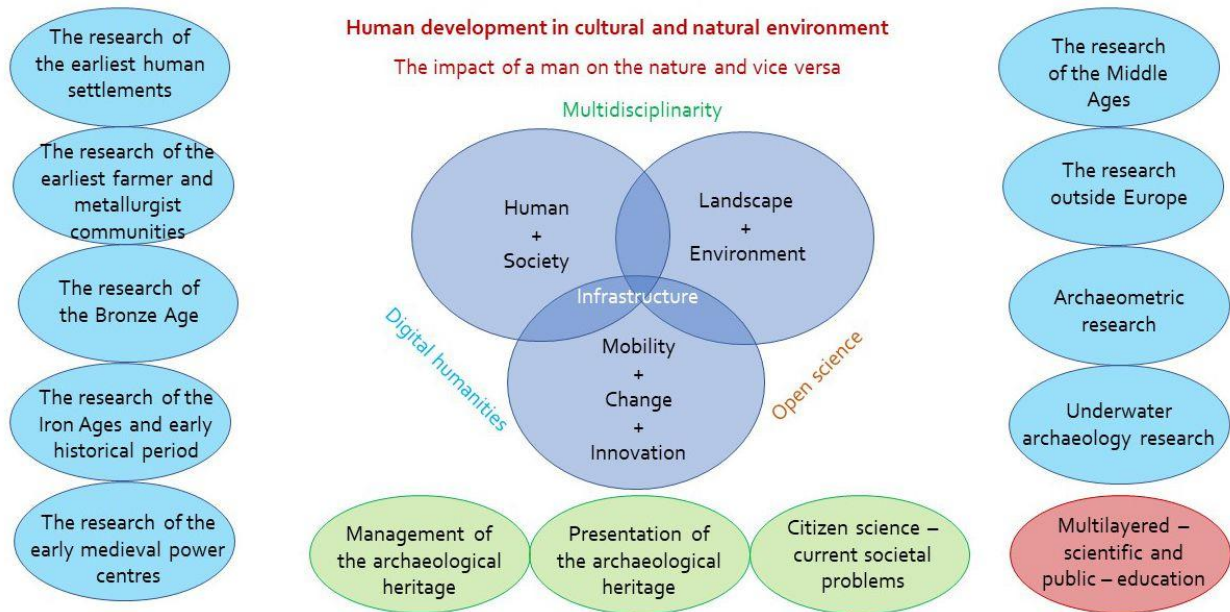 Human development in cultural and natural environment
The impact of a man on the nature and vice versa
Multidisciplinarity
The research of
the earliest human
settlements
The research of the
earliest farmer and
metallurgist
communities
The research of
the Bronze Age
The research of the
Iron Ages and early
historical period
The research of the
early medieval power
centres
Human
+
Society
Landscape
+
Environment
Infrastructure
Mobility
+
Change
+
Innovation
Digital humanities
Open science
Management of
the archaeological
heritage
Presentation of
the archaeological
heritage
Citizen science –
current societal
problems
The research
of the Middle
Ages
The research
outside Europe
Archaeometric
research
Underwater
archaeology research
Multilayered –
scientific and
public – education